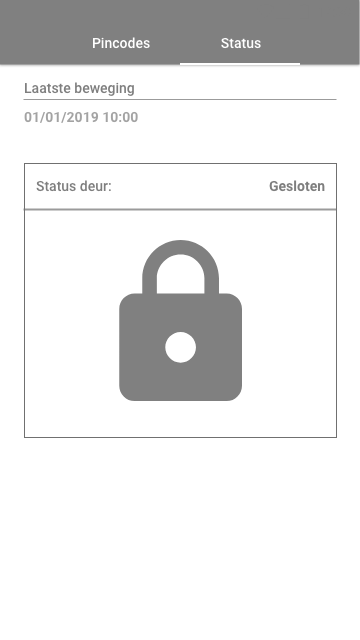 Pincodes Status
Laatste beweging
01/01/2019 10:00
Status deur: Gesloten